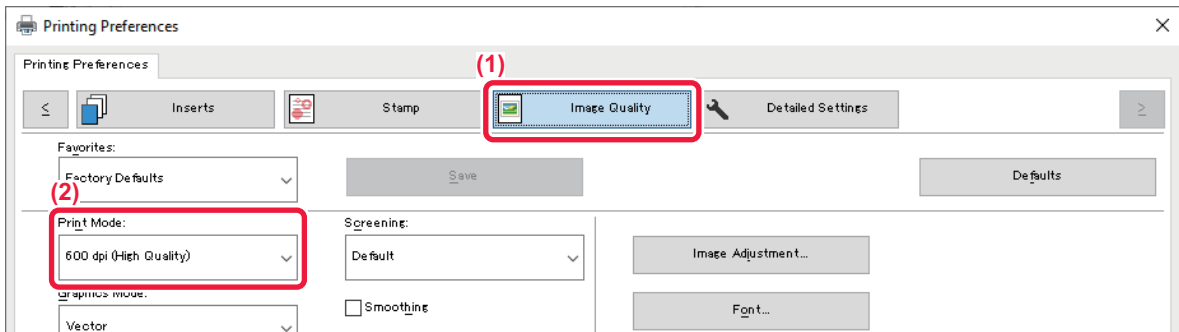 Printing Preferences
Printing Preferences
(1)
< Inserts Stamp Image Quality Detailed Settings >
Favorites:
Factory Defaults Save Defaults
(2)
Print Mode: Screening:
600 dpi (High Quality) Default Image Adjustment...
Graphics Mode: Smoothing Font...
Vector